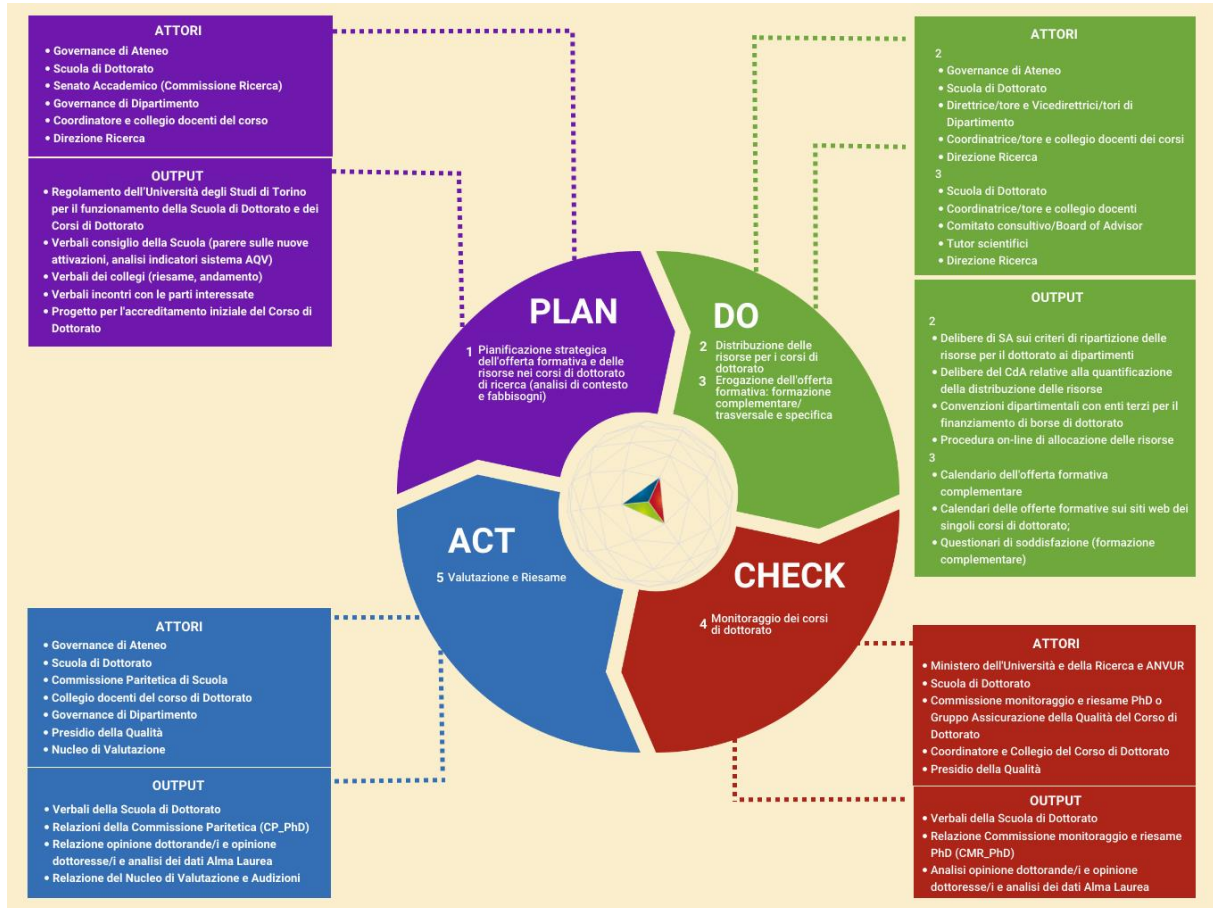 ATTORI
• Governance di Ateneo
• Scuola di Dottorato
• Senato Accademico (Commissione Ricerca)
• Governance di Dipartimento
• Coordinatore e collegio docenti del corso
• Direzione Ricerca
OUTPUT
• Regolamento dell'Università degli Studi di Torino
per il funzionamento della Scuola di Dottorato e dei
Corsi di Dottorato
• Verbali consiglio della Scuola (parere sulle nuove
attivazioni, analisi indicatori sistema AQV)
• Verbali dei collegi (riesame, andamento)
• Verbali incontri con le parti interessate
• Progetto per l'accreditamento iniziale del Corso di
Dottorato
ATTORI
2
• Governance di Ateneo
• Scuola di Dottorato
• Direttrice/tore e Vicedirettrici/tori di
Dipartimento
• Coordinatrice/tore e collegio docenti dei corsi
• Direzione Ricerca
3
• Scuola di Dottorato
• Coordinatrice/tore e collegio docenti
• Comitato consultivo/Board of Advisor
• Tutor scientifici
• Direzione Ricerca
OUTPUT
2
• Delibere di SA sui criteri di ripartizione delle
risorse per il dottorato ai dipartimenti
• Delibere del CdA relative alla quantificazione
della distribuzione delle risorse
• Convenzioni dipartimentali con enti terzi per il
finanziamento di borse di dottorato
• Procedura on-line di allocazione delle risorse
3
• Calendario dell'offerta formativa
complementare
• Calendari delle offerte formative sui siti web dei
singoli corsi di dottorato;
• Questionari di soddisfazione (formazione
complementare)
PLAN
1 Pianificazione strategica
dell'offerta formativa e delle
risorse nei corsi di dottorato
di ricerca (analisi di contesto
e fabbisogni)
DO
2 Distribuzione delle
risorse per i corsi di
dottorato
3 Erogazione dell'offerta
formativa: formazione
complementare/
trasversale e specifica
ACT
5 Valutazione e Riesame
CHECK
4 Monitoraggio dei corsi
di dottorato
ATTORI
• Governance di Ateneo
• Scuola di Dottorato
• Commissione Paritetica di Scuola
• Collegio docenti del corso di Dottorato
• Governance di Dipartimento
• Presidio della Qualità
• Nucleo di Valutazione
OUTPUT
• Verbali della Scuola di Dottorato
• Relazioni della Commissione Paritetica (CP_PhD)
• Relazione opinione dottorande/i e opinione
dottoresse/i e analisi dei dati Alma Laurea
• Relazione del Nucleo di Valutazione e Audizioni
ATTORI
• Ministero dell'Università e della Ricerca e ANVUR
• Scuola di Dottorato
• Commissione monitoraggio e riesame PhD o
Gruppo Assicurazione della Qualità del Corso di
Dottorato
• Coordinatore e Collegio del Corso di Dottorato
• Presidio della Qualità
OUTPUT
• Verbali della Scuola di Dottorato
• Relazione Commissione monitoraggio e riesame
PhD (CMR_PhD)
• Analisi opinione dottorande/i e opinione
dottoresse/i e analisi dei dati Alma Laurea